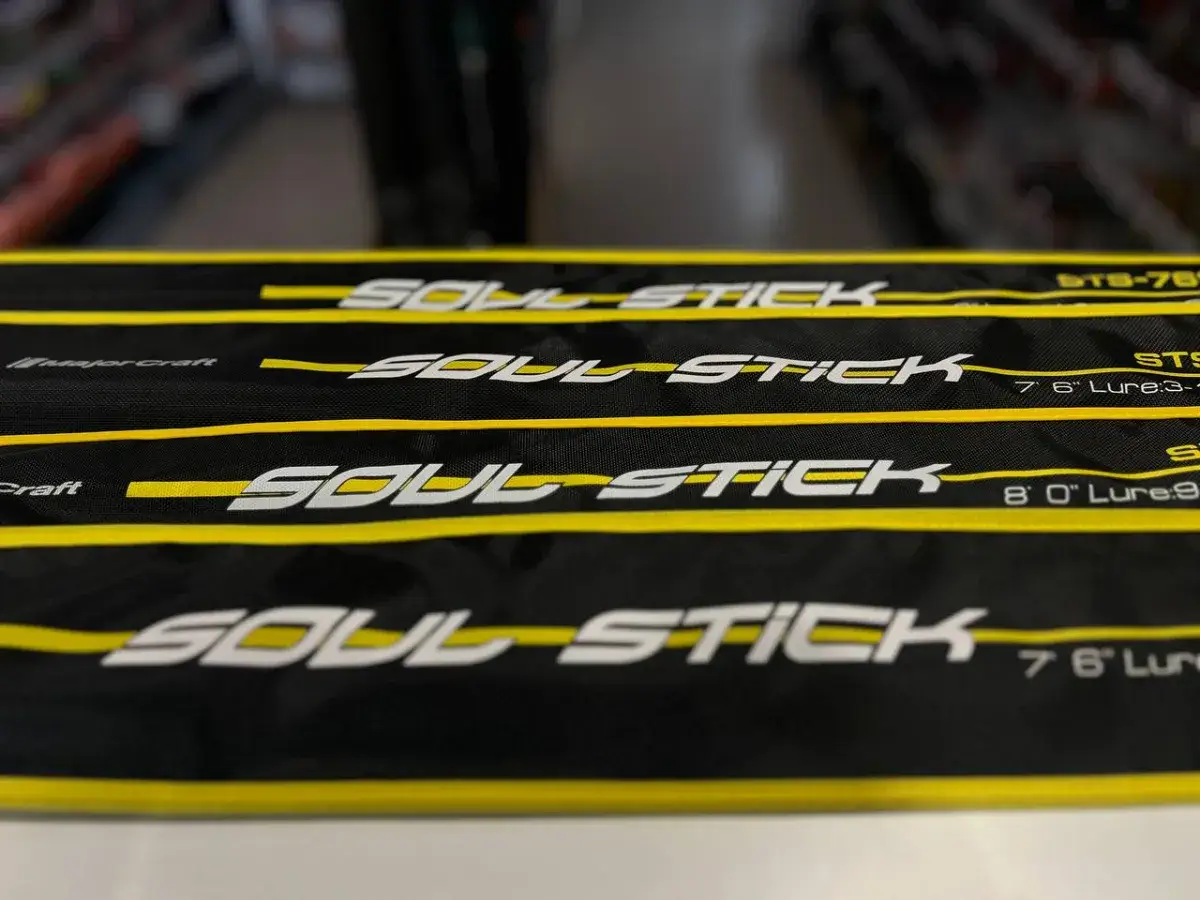 SOUL STICK
STS-76
MajorCraft
SOUL STICK
STS
7' 6" Lure:3-
Craft
SOUL STICK
8' 0" Lure:9
SOUL STICK
7' 6" Lure